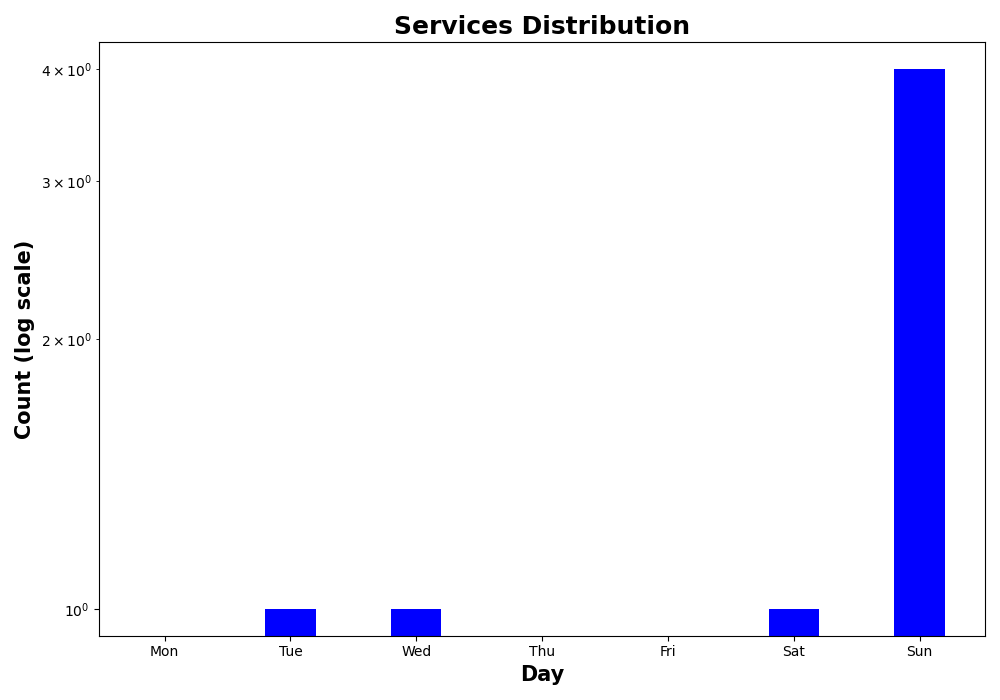 Services Distribution
Count (log scale)
4 × 10⁰
3 × 10⁰
2 × 10⁰
10⁰
Mon Tue Wed Thu Fri Sat Sun
Day